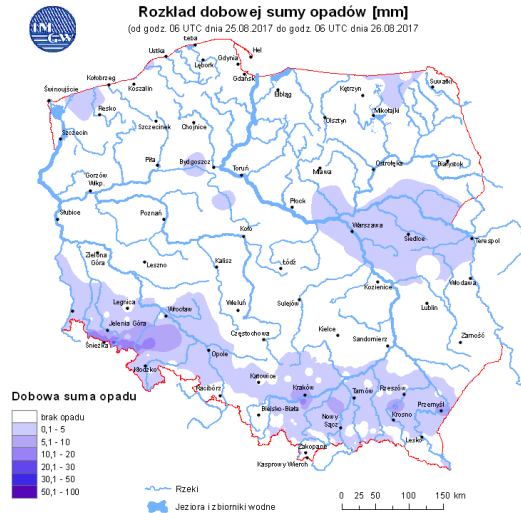 IM
GW
Rozkład dobowej sumy opadów [mm]
(od godz. 06 UTC dnia 25.08.2017 do godz. 06 UTC dnia 26.08.2017
Łeba
Ustka
Hel
Gdynia
Lębork
Gdańsk
Kołobrzeg
Koszalin
Świnoujście
Resko
Elbląg
Kętrzyn
Suwałki
Mikołajki
Olsztyn
Szczecinek
Chojnice
Szczecin
Piła
Bydgoszcz
Toruń
Mława
Ostrołęka
Białystok
Gorzów
Wlkp.
Płock
Słubice
Poznań
Koło
Warszawa
Siedlce
Terespol
Zielona
Góra
Leszno
Kalisz
Łódź
Kozienice
Włodawa
Legnica
Wrocław
Wieluń
Sulejów
Lublin
Jelenia Góra
Śnieżka
Częstochowa
Kielce
Sandomierz
Zamość
Opole
Kłodzko
Racibórz
Katowice
Kraków
Tarnów
Rzeszów
Przemyśl
Bielsko-Biała
Nowy
Sącz
Krosno
Lesko
Zakopane
Kasprowy Wierch
Dobowa suma opadu
brak opadu
0,1 - 5
5,1 - 10
10,1 - 20
20,1 - 30
30,1 - 50
50,1 - 100
Rzeki
Jeziora i zbiorniki wodne
0 25 50 100 150 km